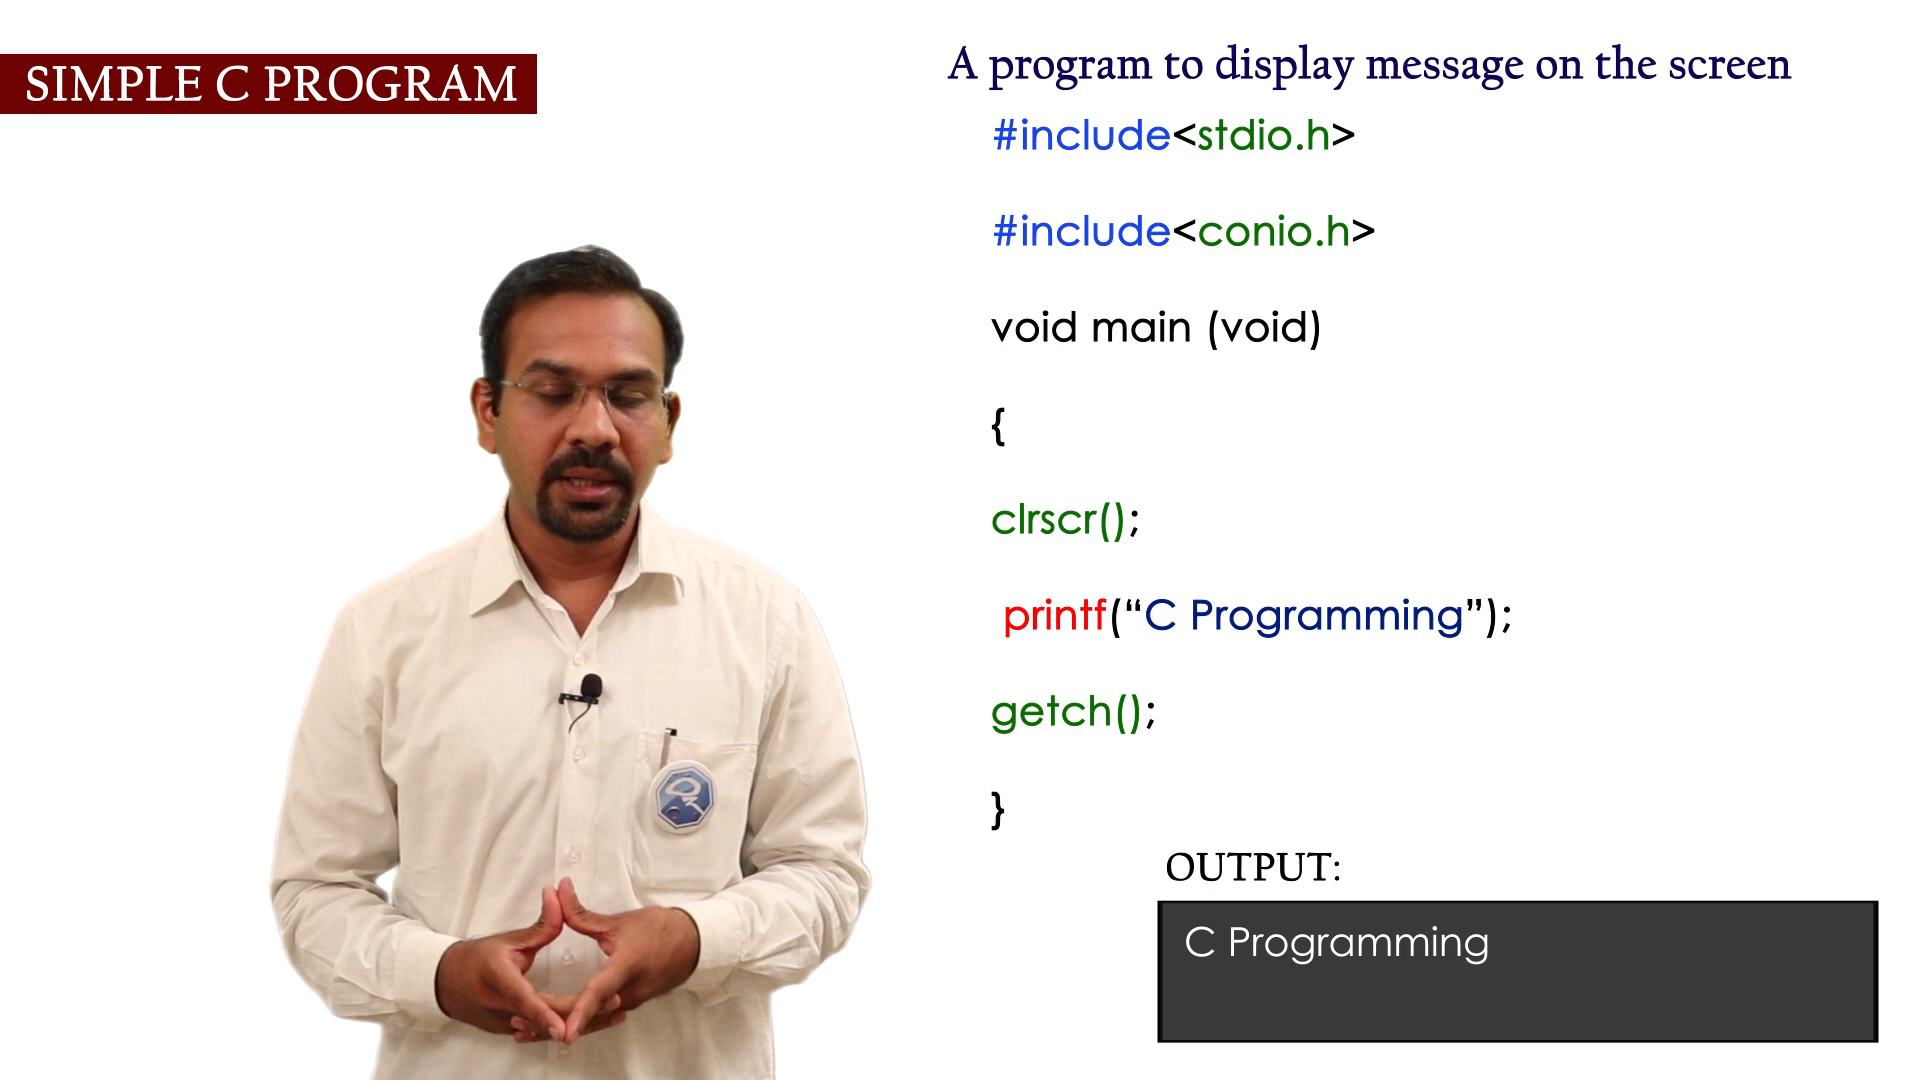 SIMPLE C PROGRAM
A program to display message on the screen
#include<stdio.h>
#include<conio.h>
void main (void)
{
clrscr();
printf(“C Programming”);
getch();
}
OUTPUT:
C Programming